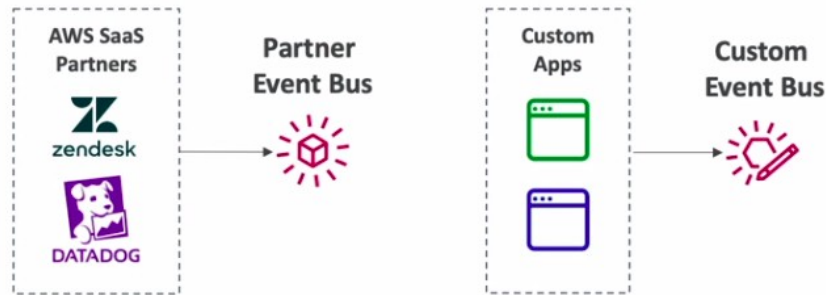 AWS SaaS
Partners
zendesk
DATADOG
Partner
Event Bus
Custom
Apps
Custom
Event Bus